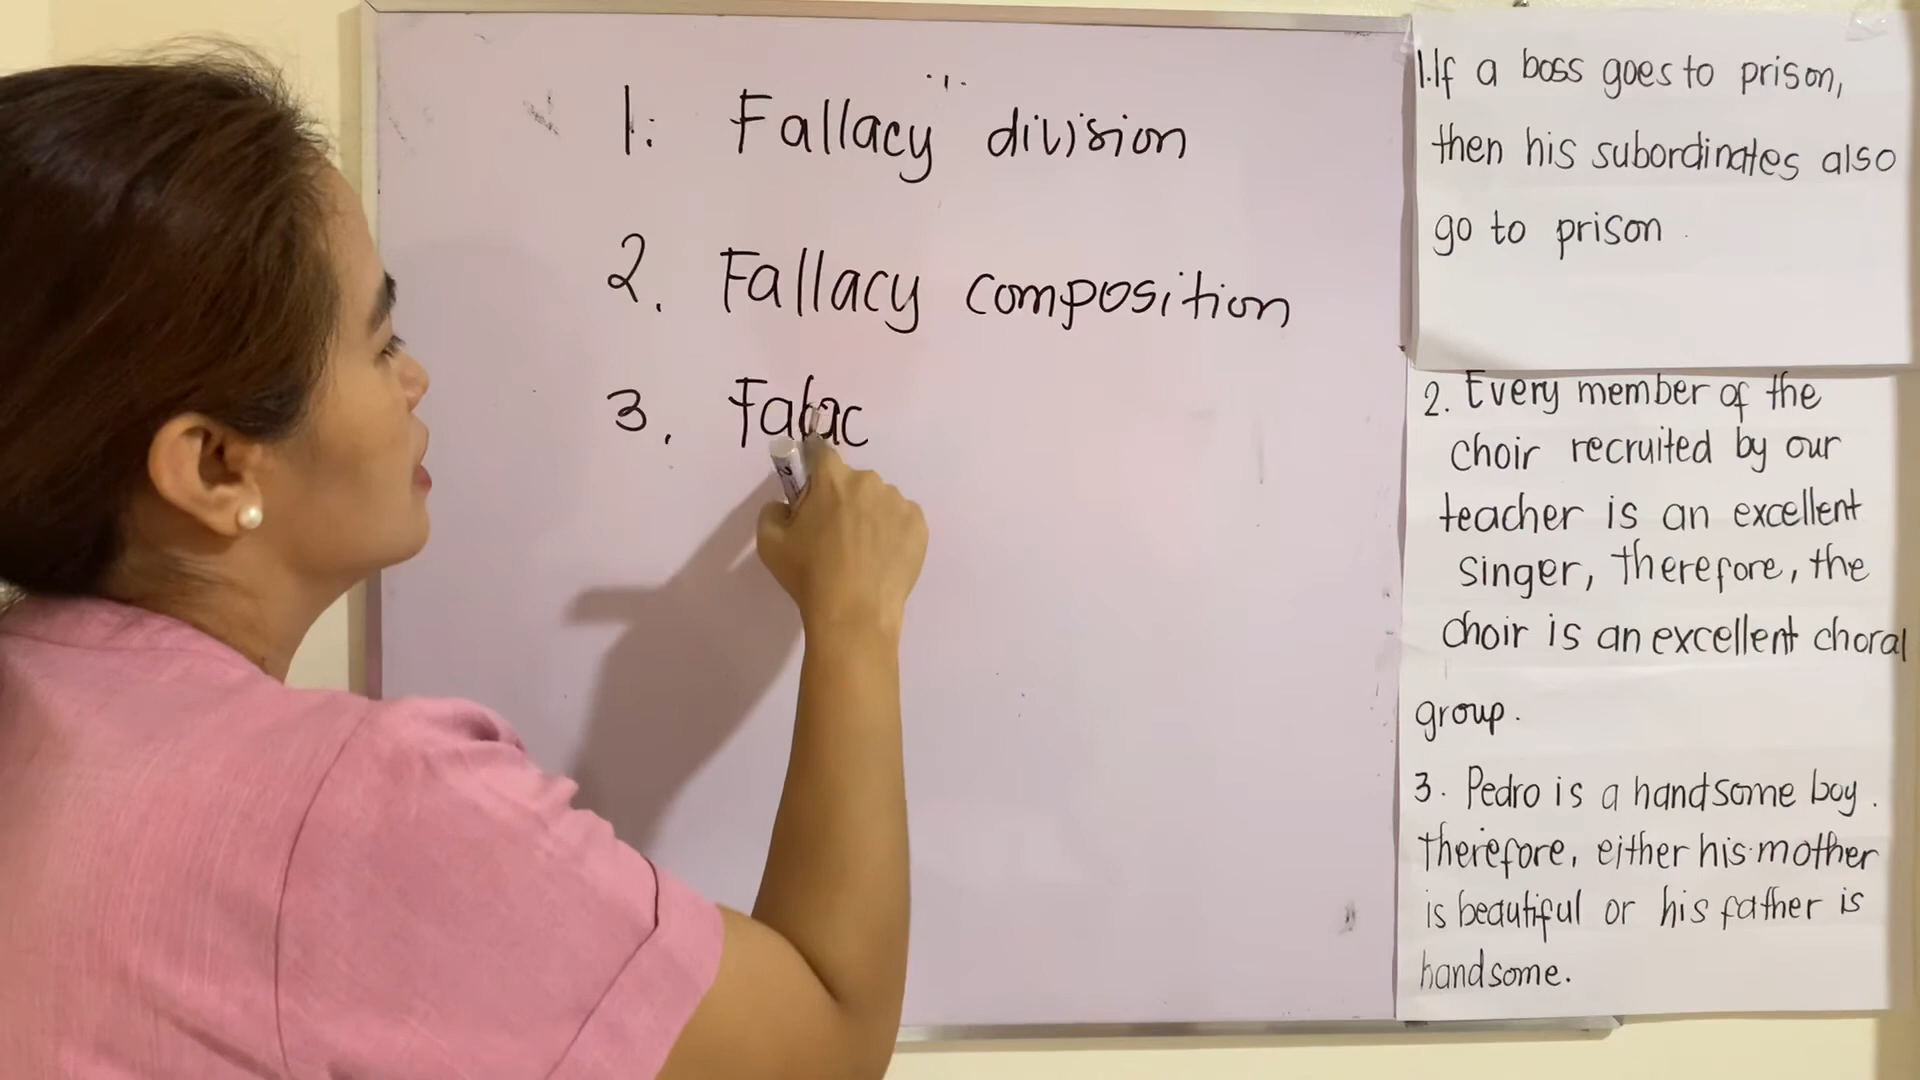 1. Fallacy division
2. Fallacy composition
3. Falac
1. If a boss goes to prison,
then his subordinates also
go to prison.
2. Every member of the
choir recruited by our
teacher is an excellent
singer, therefore, the
choir is an excellent choral
group.
3. Pedro is a handsome boy.
therefore, either his mother
is beautiful or his father is
handsome.